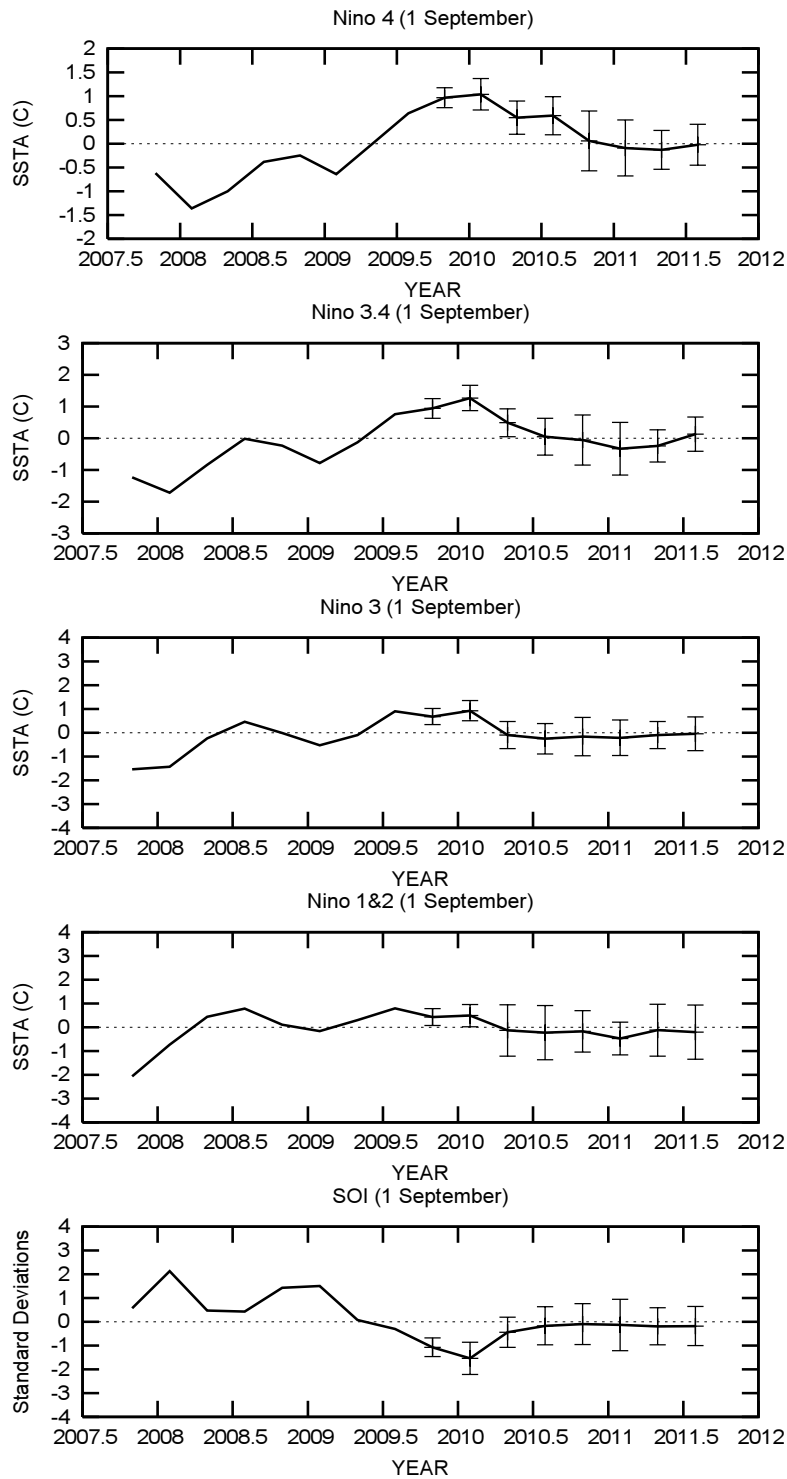 Nino 4 (1 September)
2
1.5
1
0.5
0
-0.5
-1
-1.5
-2
SSTA (C)
2007.5 2008 2008.5 2009 2009.5 2010 2010.5 2011 2011.5 2012
YEAR
Nino 3.4 (1 September)
3
2
1
0
-1
-2
-3
SSTA (C)
2007.5 2008 2008.5 2009 2009.5 2010 2010.5 2011 2011.5 2012
YEAR
Nino 3 (1 September)
4
3
2
1
0
-1
-2
-3
-4
SSTA (C)
2007.5 2008 2008.5 2009 2009.5 2010 2010.5 2011 2011.5 2012
YEAR
Nino 1&2 (1 September)
4
3
2
1
0
-1
-2
-3
-4
SSTA (C)
2007.5 2008 2008.5 2009 2009.5 2010 2010.5 2011 2011.5 2012
YEAR
SOI (1 September)
4
3
2
1
0
-1
-2
-3
-4
Standard Deviations
2007.5 2008 2008.5 2009 2009.5 2010 2010.5 2011 2011.5 2012
YEAR